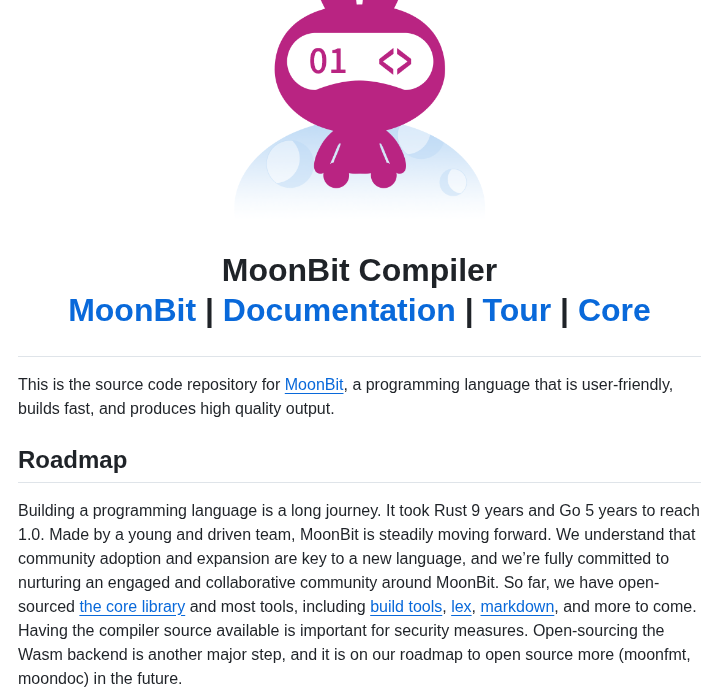 01 <>
MoonBit Compiler
MoonBit | Documentation | Tour | Core
This is the source code repository for MoonBit, a programming language that is user-friendly,
builds fast, and produces high quality output.
Roadmap
Building a programming language is a long journey. It took Rust 9 years and Go 5 years to reach
1.0. Made by a young and driven team, MoonBit is steadily moving forward. We understand that
community adoption and expansion are key to a new language, and we’re fully committed to
nurturing an engaged and collaborative community around MoonBit. So far, we have open-
sourced the core library and most tools, including build tools, lex, markdown, and more to come.
Having the compiler source available is important for security measures. Open-sourcing the
Wasm backend is another major step, and it is on our roadmap to open source more (moonfmt,
moondoc) in the future.